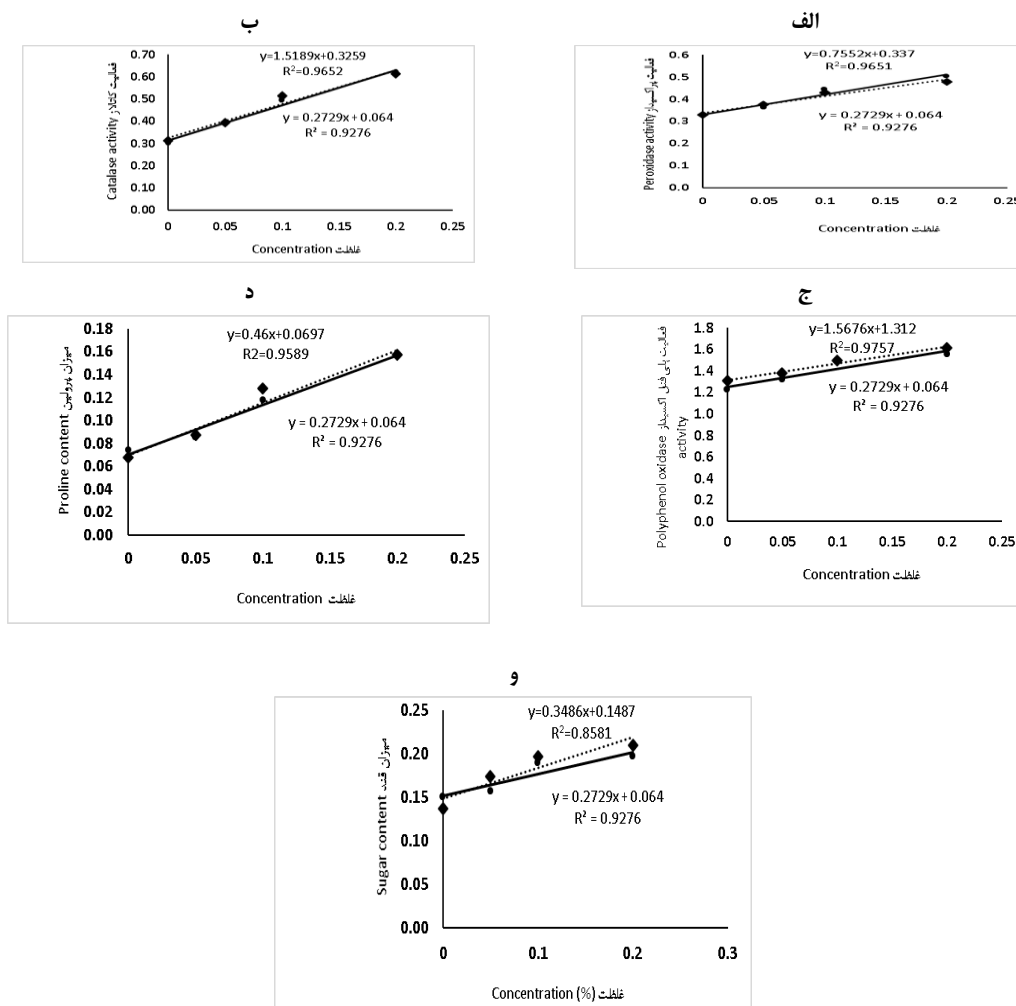 الف
y=0.7552x+0.337
R²=0.9651
y = 0.2729x + 0.064
R² = 0.9276
فعالیت پراکسیداز Peroxidase activity
0.6
0.5
0.4
0.3
0.2
0.1
0.0
0 0.05 0.1 0.15 0.2 0.25
Concentration غلظت
ب
y=1.5189x+0.3259
R²=0.9652
y = 0.2729x + 0.064
R² = 0.9276
فعالیت کاتالاز Catalase activity
0.70
0.60
0.50
0.40
0.30
0.20
0.10
0.00
0 0.05 0.1 0.15 0.2 0.25
Concentration غلظت
ج
y=1.5676x+1.312
R²=0.9757
y = 0.2729x + 0.064
R² = 0.9276
فعالیت پلی فنل اکسیداز Polyphenol oxidase
activity
1.8
1.6
1.4
1.2
1.0
0.8
0.6
0.4
0.2
0.0
0 0.05 0.1 0.15 0.2 0.25
Concentration غلظت
د
y=0.46x+0.0697
R2=0.9589
y = 0.2729x + 0.064
R² = 0.9276
میزان پرولین Proline content
0.18
0.16
0.14
0.12
0.10
0.08
0.06
0.04
0.02
0.00
0 0.05 0.1 0.15 0.2 0.25
Concentration غلظت
و
y=0.3486x+0.1487
R²=0.8581
y = 0.2729x + 0.064
R² = 0.9276
میزان قند Sugar content
0.25
0.20
0.15
0.10
0.05
0.00
0 0.1 0.2 0.3
Concentration (%) غلظت